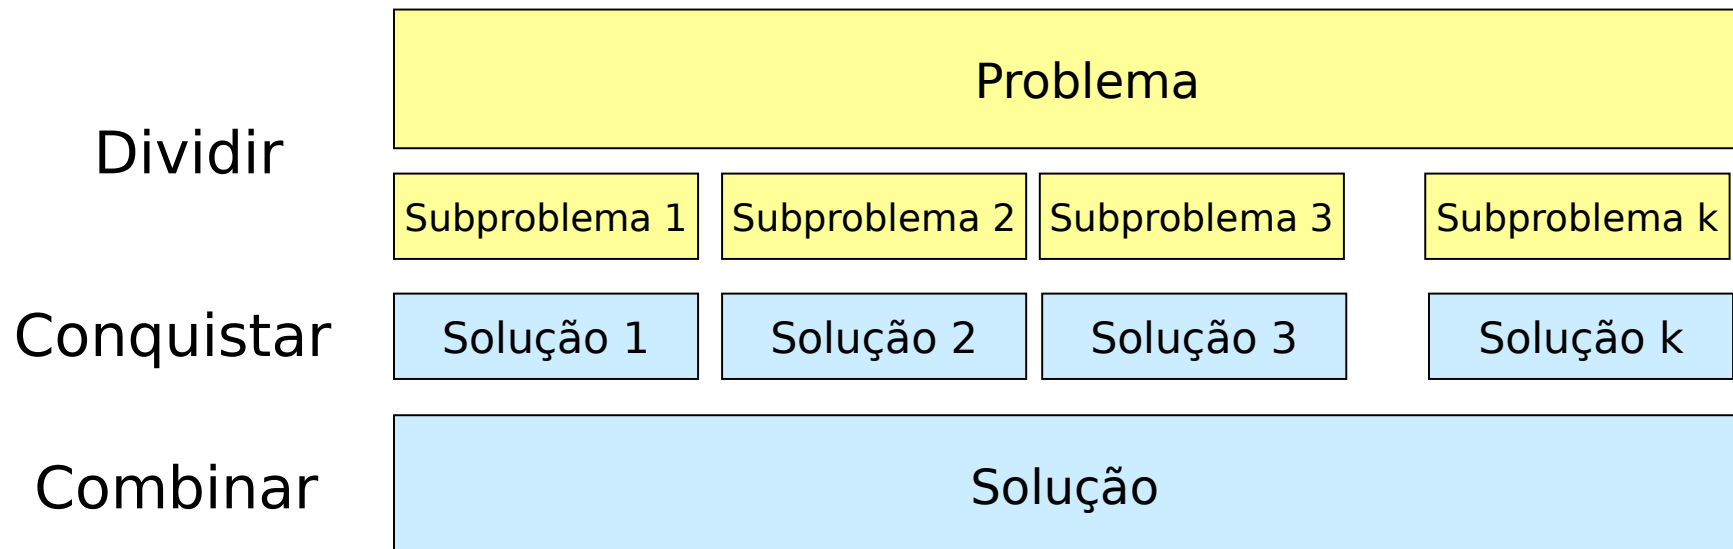 Problema
Dividir
Subproblema 1
Subproblema 2
Subproblema 3
Subproblema k
Conquistar
Solução 1
Solução 2
Solução 3
Solução k
Combinar
Solução